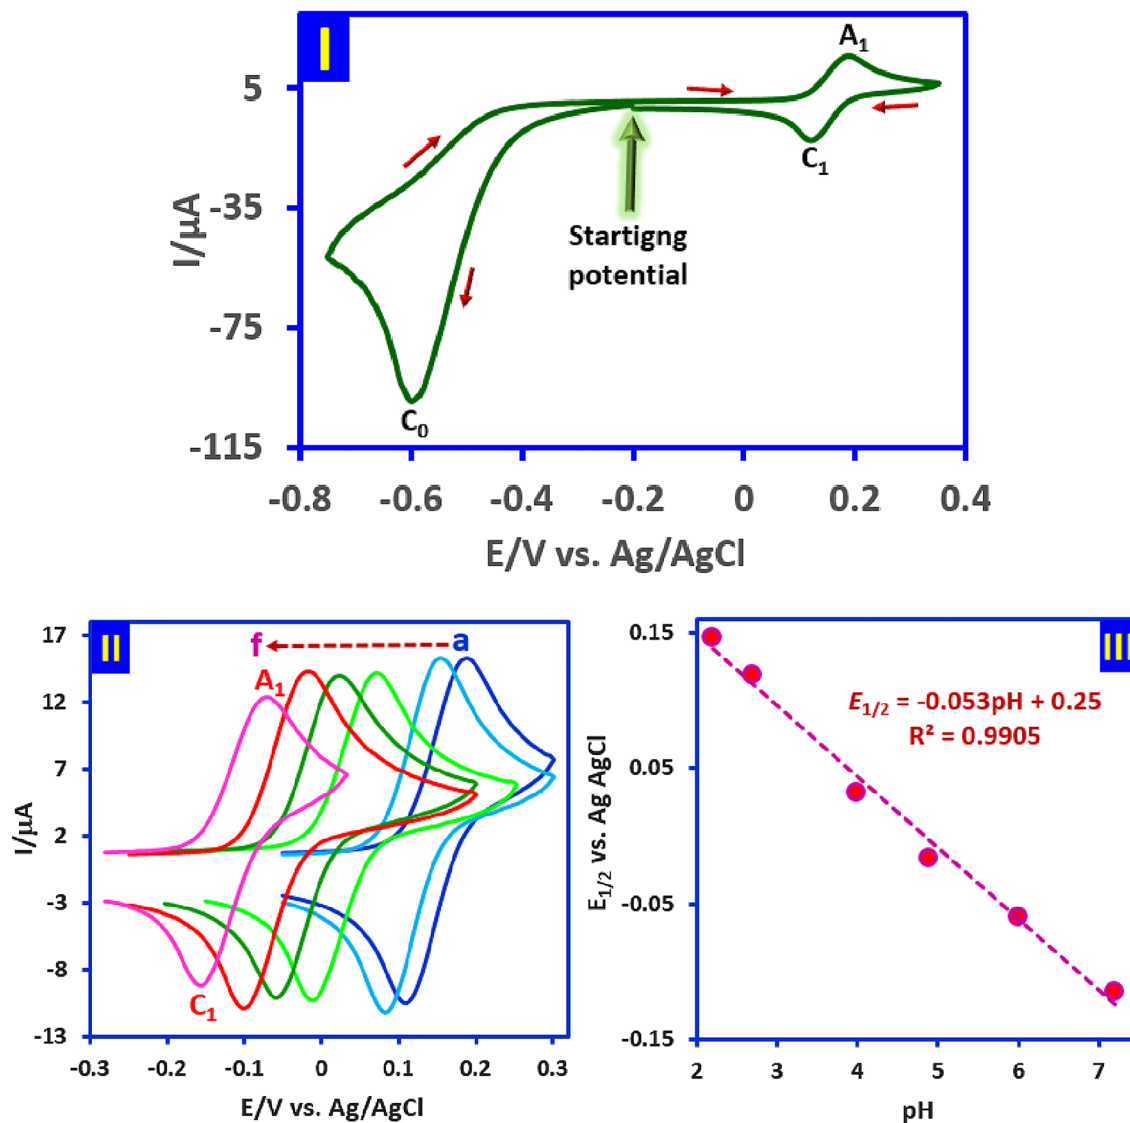 I
A₁
5
C₁
-35
I/µA
Startigng
potential
-75
C₀
-115
-0.8 -0.6 -0.4 -0.2 0 0.2 0.4
E/V vs. Ag/AgCl
II
17
f a
A₁
12
7
I/µA
2
-3
-8
C₁
-13
-0.3 -0.2 -0.1 0 0.1 0.2 0.3
E/V vs. Ag/AgCl
III
0.15
E₁/₂ = -0.053pH + 0.25
R² = 0.9905
0.05
E₁/₂ vs. Ag AgCl
-0.05
-0.15
2 3 4 5 6 7
pH